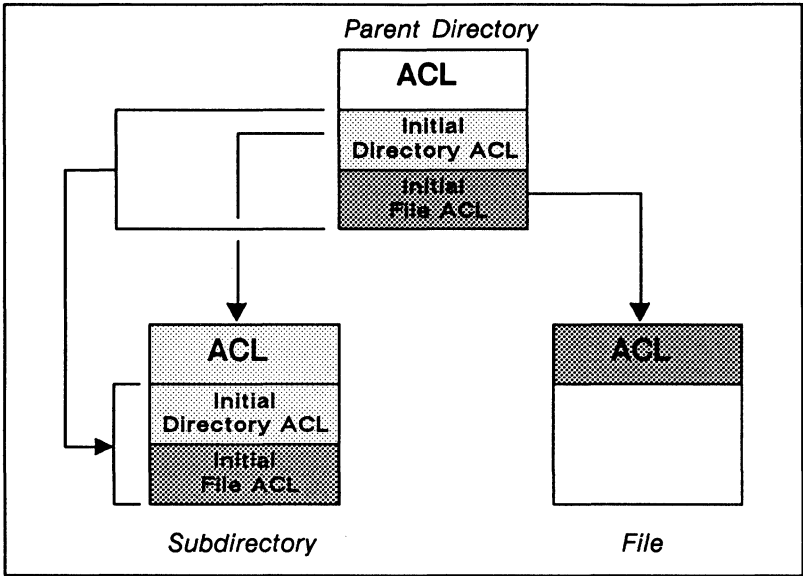 Parent Directory
ACL
Initial
Directory ACL
Initial
File ACL
ACL
Initial
Directory ACL
Initial
File ACL
Subdirectory
ACL
File